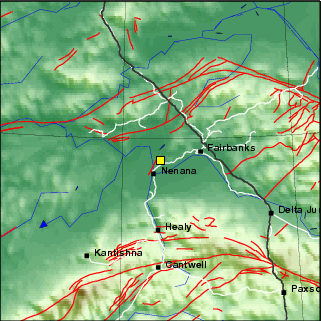 Fairbanks
Nenana
Delta Ju
Healy
Kantishna
Cantwell
Paxso